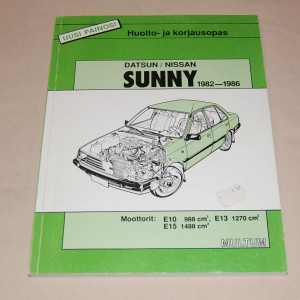 UUSI PAINOS!
Huolto- ja korjausopas
DATSUN / NISSAN
SUNNY 1982—1986
Moottorit: E10 988 cm³, E13 1270 cm³
E15 1488 cm³
MULTUM